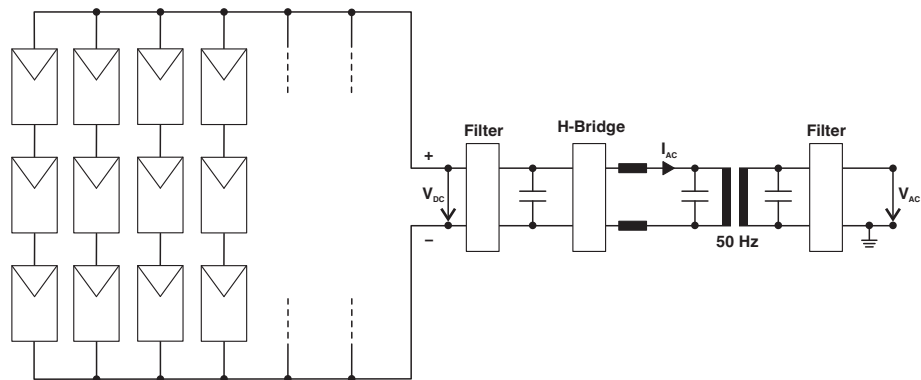 Filter
H-Bridge
I_AC
Filter
+
V_DC
–
V_AC
50 Hz